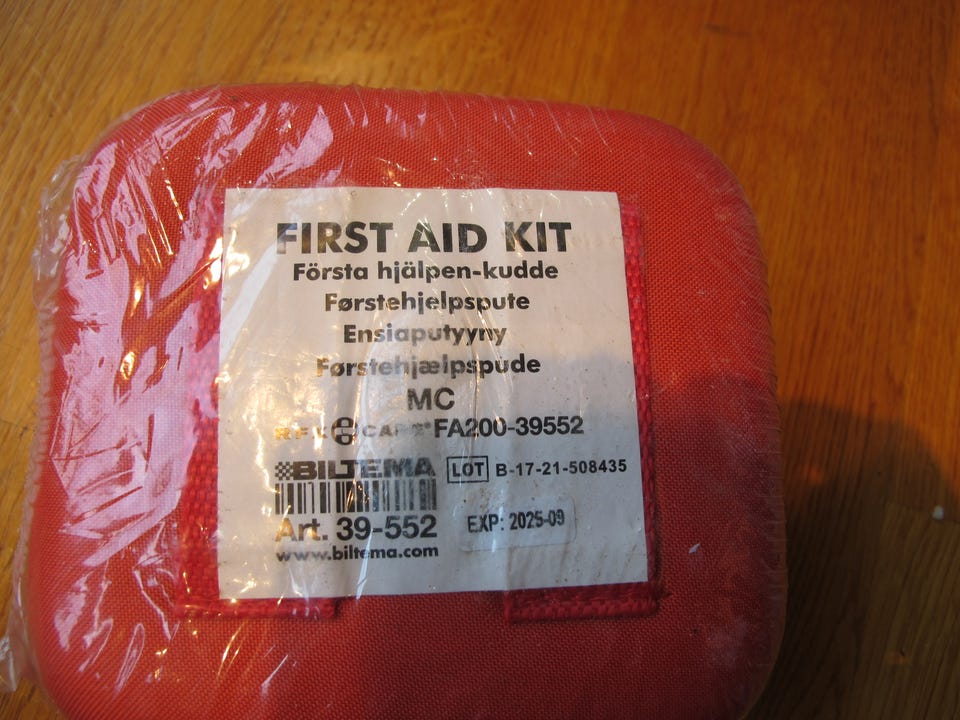 FIRST AID KIT
Första hjälpen-kudde
Førstehjelpspute
Ensiaputyyny
Førstehjælpspude
MC
FA200-39552
BILTEMA LOT B-17-21-508435
Art. 39-552 EXP: 2025-09
www.biltema.com